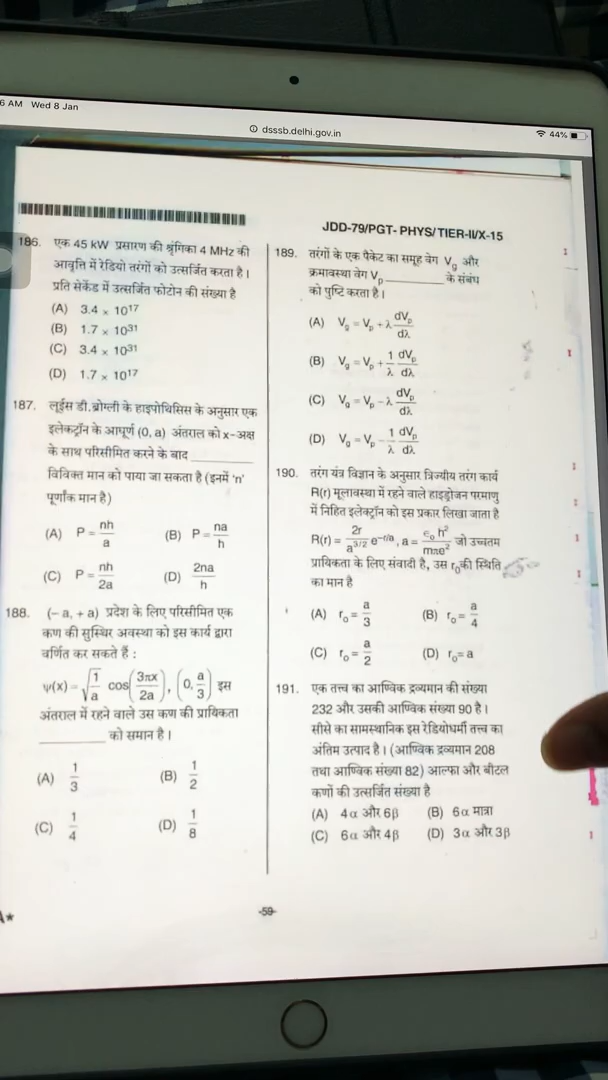 6 AM Wed 8 Jan
dsssb.delhi.gov.in
44%
JDD-79/PGT- PHYS/ TIER-II/X-15
186. एक 45 kW प्रसारण की श्रृंगिका 4 MHz की
आवृत्ति में रेडियो तरंगों को उत्सर्जित करता है।
प्रति सेकेंड में उत्सर्जित फोटोन की संख्या है
(A) 3.4 × 10¹⁷
(B) 1.7 × 10³¹
(C) 3.4 × 10³¹
(D) 1.7 × 10¹⁷
187. लूईस डी.ब्रोग्ली के हाइपोथिसिस के अनुसार एक
इलेक्ट्रॉन के आपूर्ण (0, a) अंतराल को x-अक्ष
के साथ परिसीमित करने के बाद ________
विविक्त मान को पाया जा सकता है (इनमें 'n'
पूर्णांक मान है)
(A) P = nh/a (B) P = na/h
(C) P = nh/2a (D) 2na/h
188. (– a, + a) प्रदेश के लिए परिसीमित एक
कण की सुस्थिर अवस्था को इस कार्य द्वारा
वर्णित कर सकते हैं :
ψ(x) = √(1/a) cos(3πx/2a), (0, a/3) इस
अंतराल में रहने वाले उस कण की प्रायिकता
________ को समान है।
(A) 1/3 (B) 1/2
(C) 1/4 (D) 1/8
189. तरंगों के एक पैकेट का समूह वेग Vg और
क्रमावस्था वेग Vp ________ के संबंध
को पुष्टि करता है।
(A) Vg = Vp + λ dVp/dλ
(B) Vg = Vp + 1/λ dVp/dλ
(C) Vg = Vp – λ dVp/dλ
(D) Vg = Vp – 1/λ dVp/dλ
190. तरंग यंत्र विज्ञान के अनुसार त्रिज्यीय तरंग कार्य
R(r) मूलावस्था में रहने वाले हाइड्रोजन परमाणु
में निहित इलेक्ट्रॉन को इस प्रकार लिखा जाता है
R(r) = 2r/a^3/2 e^–r/a, a = ε₀h²/mπe² जो उच्चतम
प्रायिकता के लिए संवादी है, उस r₀की स्थिति
का मान है
(A) r₀ = a/3 (B) r₀ = a/4
(C) r₀ = a/2 (D) r₀ = a
191. एक तत्त्व का आण्विक द्रव्यमान की संख्या
232 और उसकी आण्विक संख्या 90 है।
सीसे का सामस्थानिक इस रेडियोधर्मी तत्त्व का
अंतिम उत्पाद है। (आण्विक द्रव्यमान 208
तथा आण्विक संख्या 82) आल्फा और बीटल
कणों की उत्सर्जित संख्या है
(A) 4α और 6β (B) 6α मात्रा
(C) 6α और 4β (D) 3α और 3β
-59-